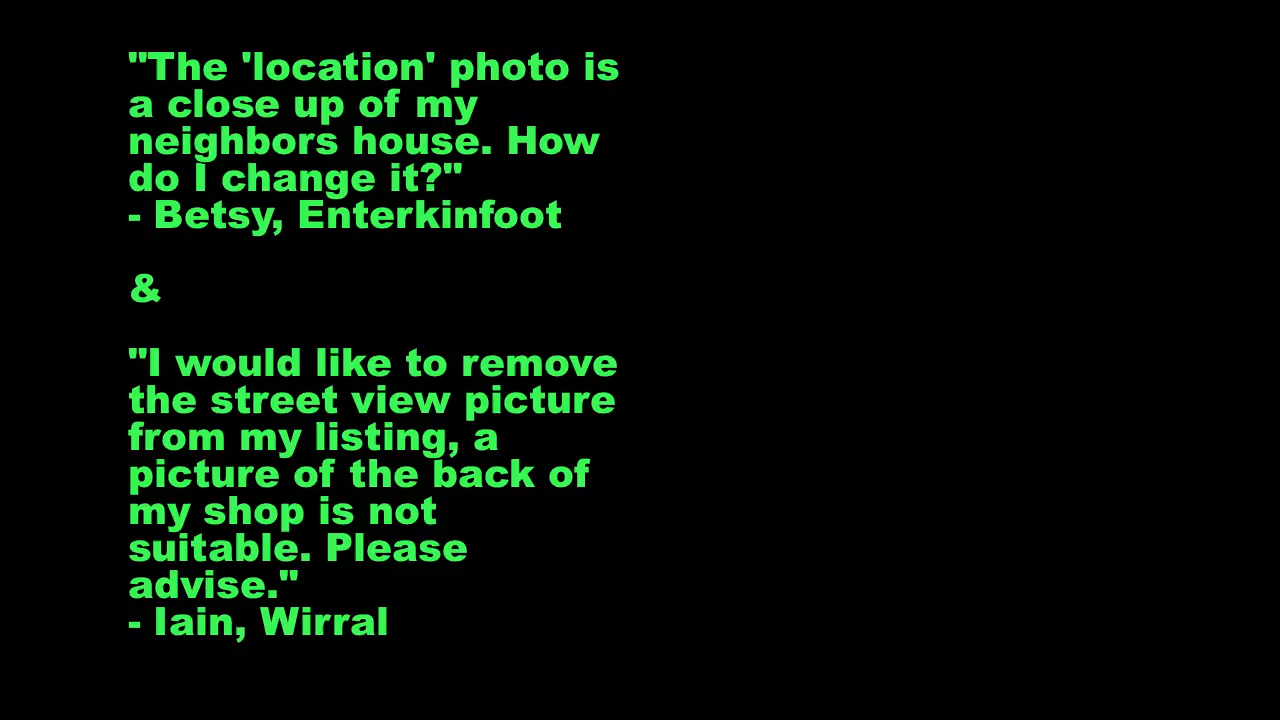 "The 'location' photo is
a close up of my
neighbors house. How
do I change it?"
- Betsy, Enterkinfoot
&
"I would like to remove
the street view picture
from my listing, a
picture of the back of
my shop is not
suitable. Please
advise."
- Iain, Wirral